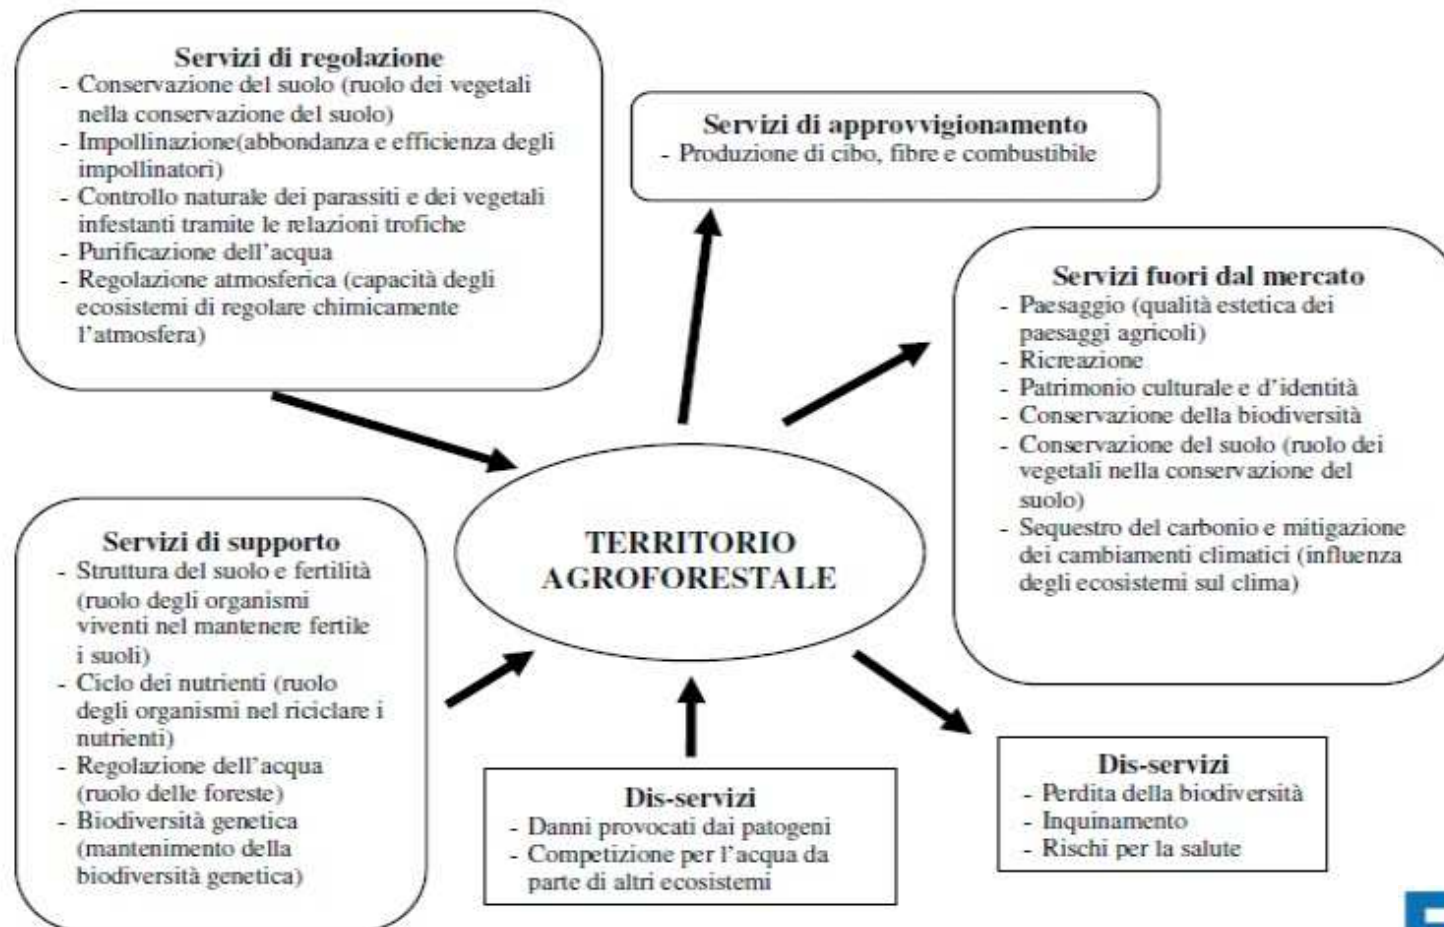 Servizi di regolazione
- Conservazione del suolo (ruolo dei vegetali
nella conservazione del suolo)
- Impollinazione(abbondanza e efficienza degli
impollinatori)
- Controllo naturale dei parassiti e dei vegetali
infestanti tramite le relazioni trofiche
- Purificazione dell'acqua
- Regolazione atmosferica (capacità degli
ecosistemi di regolare chimicamente
l'atmosfera)
Servizi di approvvigionamento
- Produzione di cibo, fibre e combustibile
Servizi fuori dal mercato
- Paesaggio (qualità estetica dei
paesaggi agricoli)
- Ricreazione
- Patrimonio culturale e d'identità
- Conservazione della biodiversità
- Conservazione del suolo (ruolo dei
vegetali nella conservazione del
suolo)
- Sequestro del carbonio e mitigazione
dei cambiamenti climatici (influenza
degli ecosistemi sul clima)
TERRITORIO
AGROFORESTALE
Servizi di supporto
- Struttura del suolo e fertilità
(ruolo degli organismi
viventi nel mantenere fertile
i suoli)
- Ciclo dei nutrienti (ruolo
degli organismi nel riciclare i
nutrienti)
- Regolazione dell'acqua
(ruolo delle foreste)
- Biodiversità genetica
(mantenimento della
biodiversità genetica)
Dis-servizi
- Danni provocati dai patogeni
- Competizione per l'acqua da
parte di altri ecosistemi
Dis-servizi
- Perdita della biodiversità
- Inquinamento
- Rischi per la salute